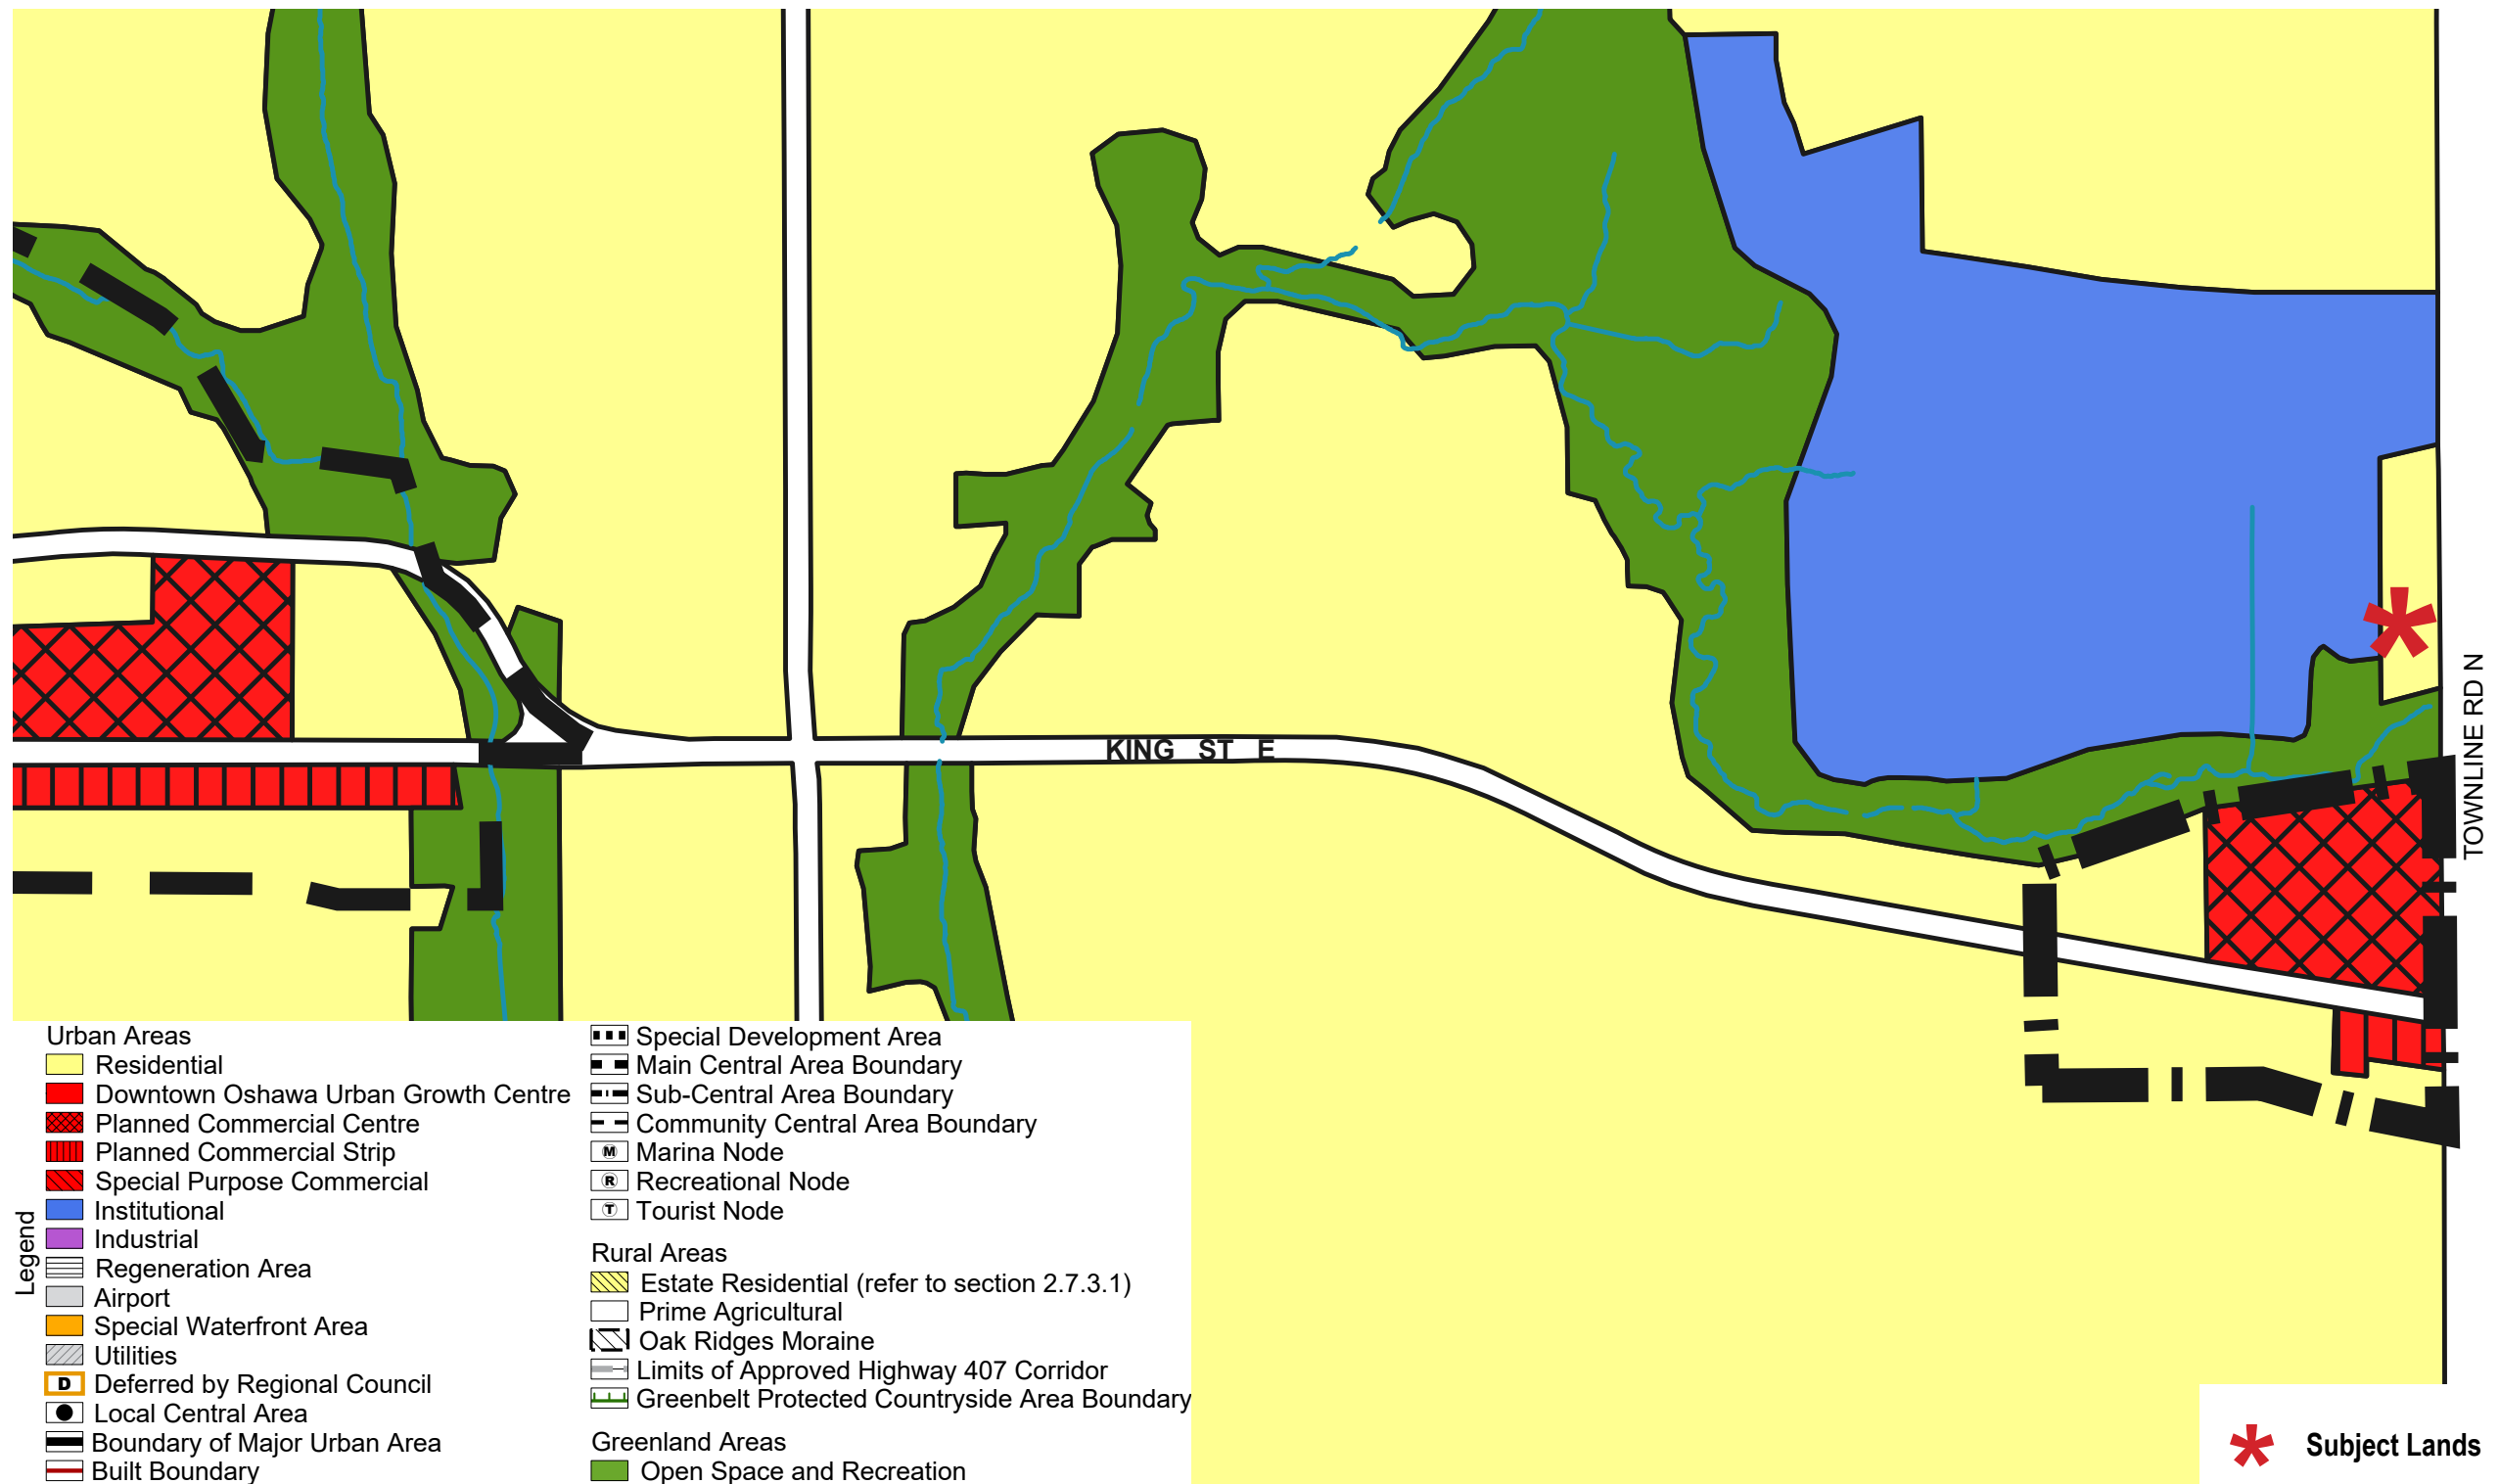 KING ST E
TOWNLINE RD N
Legend
Urban Areas
Residential
Downtown Oshawa Urban Growth Centre
Planned Commercial Centre
Planned Commercial Strip
Special Purpose Commercial
Institutional
Industrial
Regeneration Area
Airport
Special Waterfront Area
Utilities
D Deferred by Regional Council
Local Central Area
Boundary of Major Urban Area
Built Boundary
Special Development Area
Main Central Area Boundary
Sub-Central Area Boundary
Community Central Area Boundary
M Marina Node
R Recreational Node
T Tourist Node
Rural Areas
Estate Residential (refer to section 2.7.3.1)
Prime Agricultural
Oak Ridges Moraine
Limits of Approved Highway 407 Corridor
Greenbelt Protected Countryside Area Boundary
Greenland Areas
Open Space and Recreation
Subject Lands